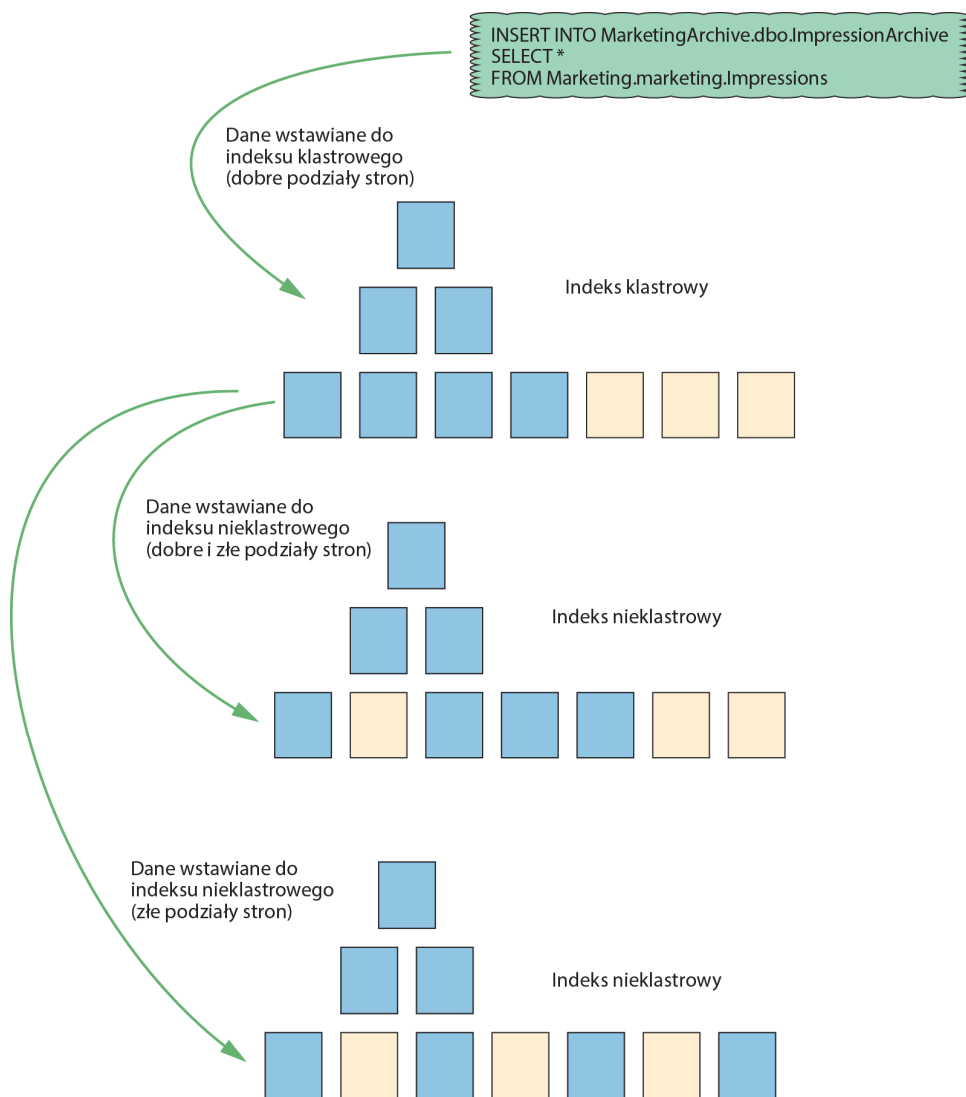 INSERT INTO MarketingArchive.dbo.ImpressionArchive
SELECT *
FROM Marketing.marketing.Impressions
Dane wstawiane do
indeksu klastrowego
(dobre podziały stron)
Indeks klastrowy
Dane wstawiane do
indeksu nieklastrowego
(dobre i złe podziały stron)
Indeks nieklastrowy
Dane wstawiane do
indeksu nieklastrowego
(złe podziały stron)
Indeks nieklastrowy